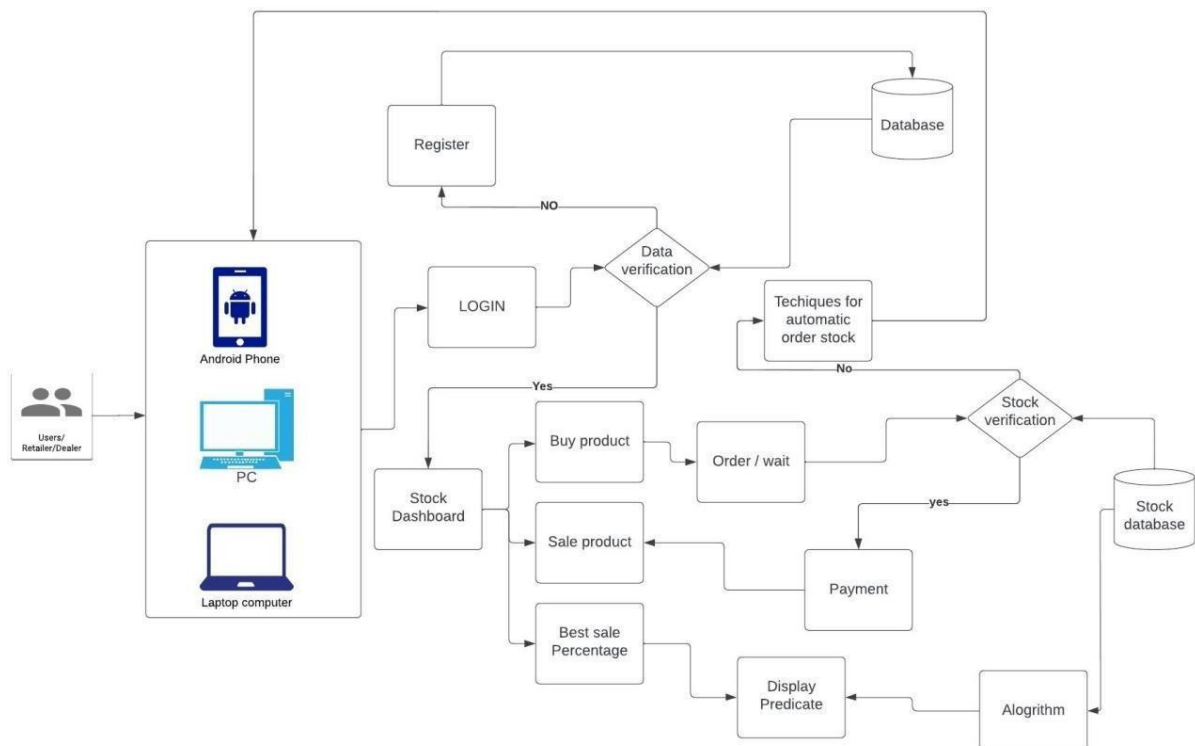 Database
Register
NO
Data
verification
LOGIN
Techiques for
automatic
order stock
Android Phone
No
Yes
Stock
verification
Users/
Retailer/Dealer
Buy product
Order / wait
PC
Stock
Dashboard
yes
Stock
database
Sale product
Payment
Laptop computer
Best sale
Percentage
Display
Predicate
Alogrithm